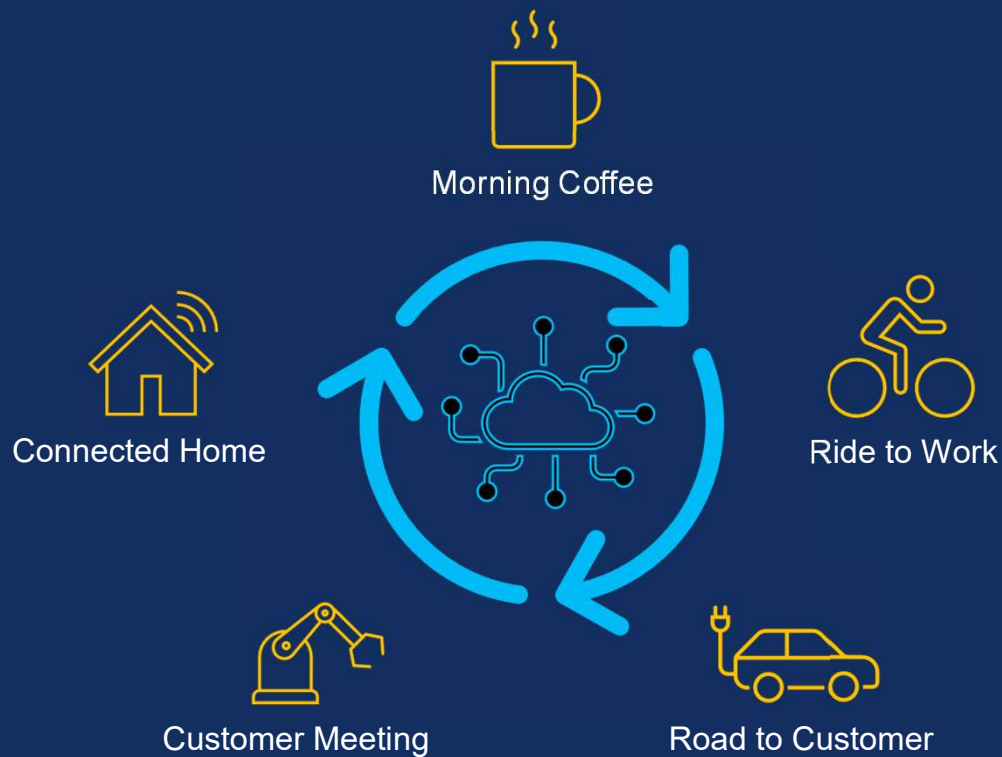 Morning Coffee
Connected Home
Ride to Work
Customer Meeting
Road to Customer